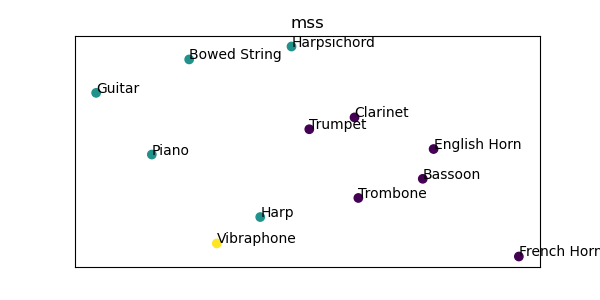 mss
Harpsichord
Bowed String
Guitar
Clarinet
Trumpet
English Horn
Piano
Bassoon
Trombone
Harp
Vibraphone
French Horn